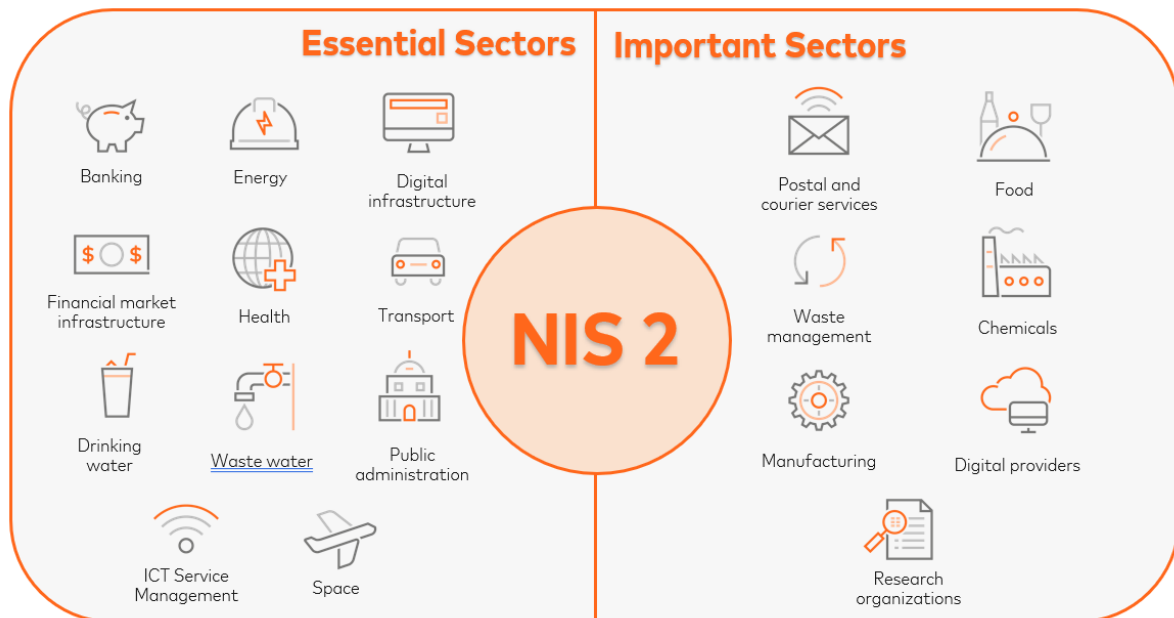 Essential Sectors
Important Sectors
Banking
Energy
Digital
infrastructure
Postal and
courier services
Food
$ $
Financial market
infrastructure
Health
Transport
Waste
management
Chemicals
NIS 2
Drinking
water
Waste water
Public
administration
Manufacturing
Digital providers
ICT Service
Management
Space
Research
organizations